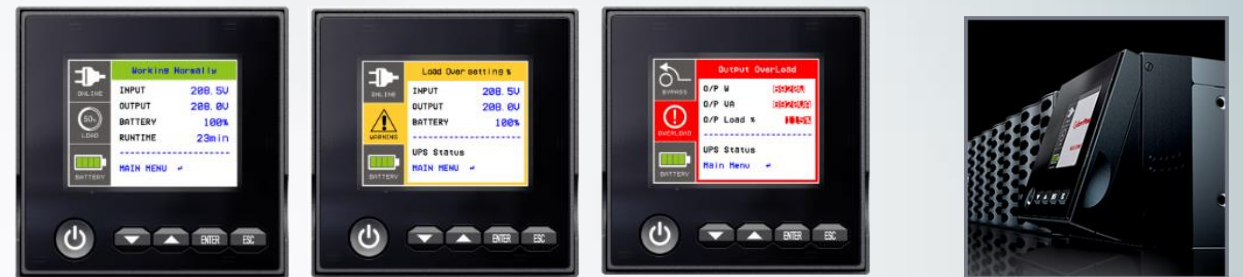 Working Normally
ONLINE
INPUT 208.5V
OUTPUT 208.0V
50%
LOAD
BATTERY 100%
RUNTIME 23min
BATTERY
MAIN MENU
ENTER
ESC
Load Over setting %
ONLINE
INPUT 208.5V
OUTPUT 208.0V
WARNING
BATTERY 100%
UPS Status
BATTERY
MAIN MENU
ENTER
ESC
Output OverLoad
BYPASS
O/P W
O/P VA
OVERLOAD
O/P Load % 115%
UPS Status
BATTERY
Main Menu
ENTER
ESC